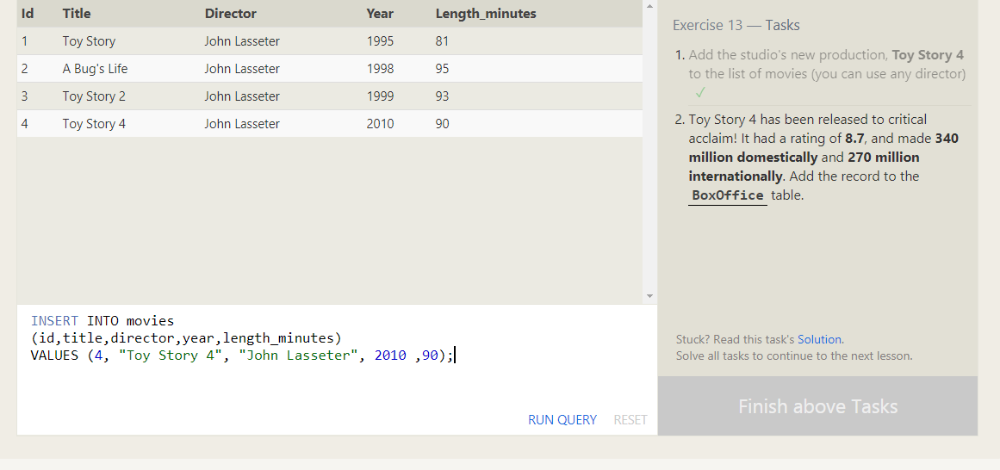 Id Title Director Year Length_minutes
1 Toy Story John Lasseter 1995 81
2 A Bug's Life John Lasseter 1998 95
3 Toy Story 2 John Lasseter 1999 93
4 Toy Story 4 John Lasseter 2010 90
INSERT INTO movies
(id,title,director,year,length_minutes)
VALUES (4, "Toy Story 4", "John Lasseter", 2010 ,90);
RUN QUERY RESET
Exercise 13 — Tasks
1. Add the studio's new production, Toy Story 4
to the list of movies (you can use any director)
✓
2. Toy Story 4 has been released to critical
acclaim! It had a rating of 8.7, and made 340
million domestically and 270 million
internationally. Add the record to the
BoxOffice table.
Stuck? Read this task's Solution.
Solve all tasks to continue to the next lesson.
Finish above Tasks